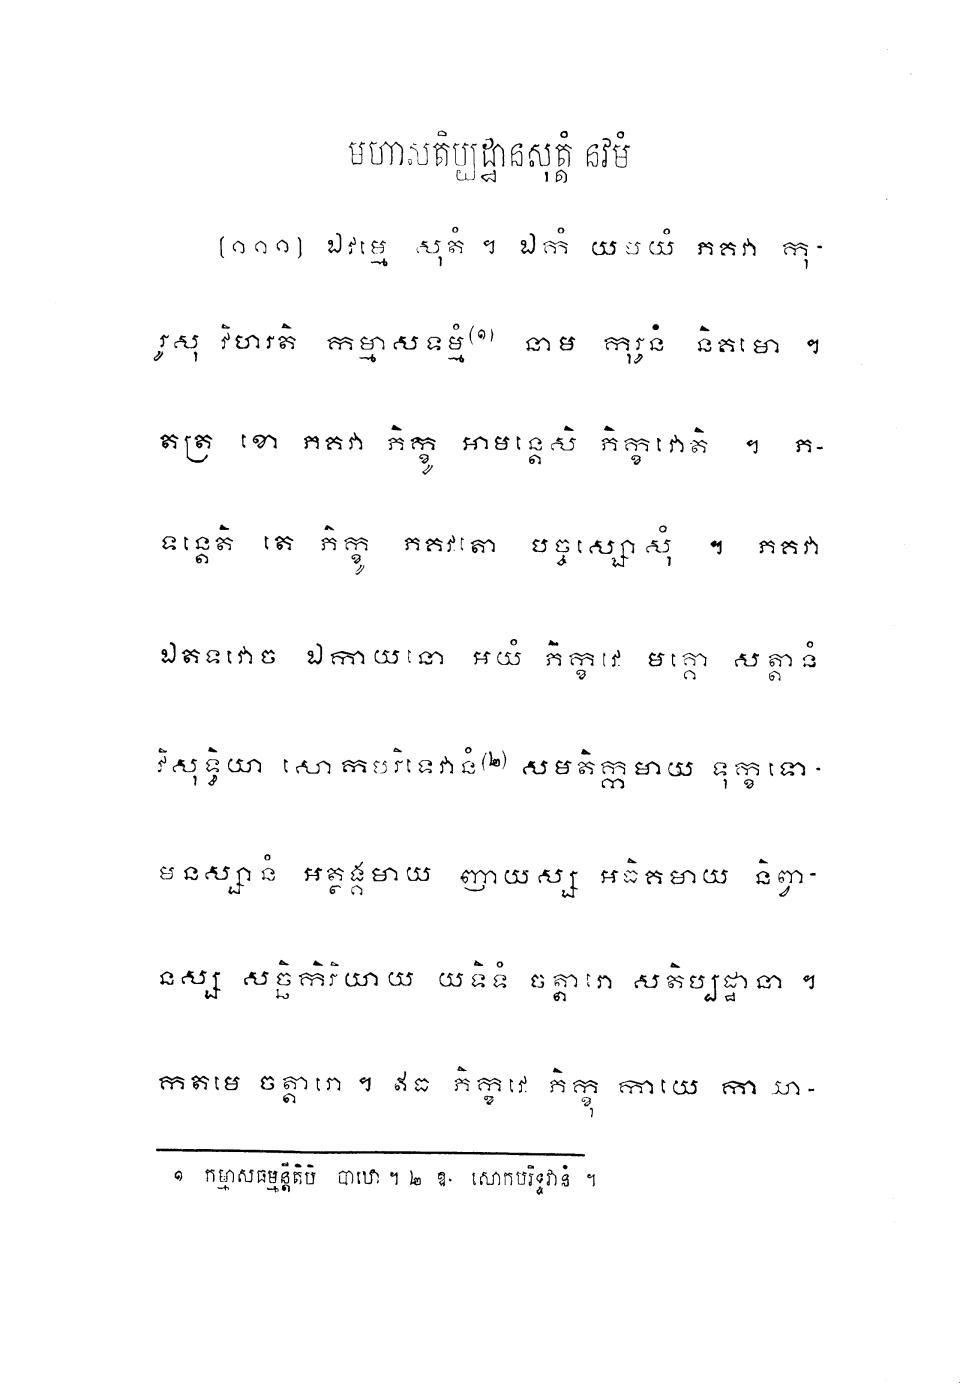 មហាសតិប្បដ្ឋានសុត្តំ នវមំ
(១១១) ឯវម្មេ សុតំ ។ ឯកំ យមយំ ភគវា កុ-
រូសុ វិហរតិ កម្មាសទម្មំ(១) នាម កុរូនំ និគមោ ។
តត្រ ខោ ភគវា ភិក្ខូ អាមន្តេសិ ភិក្ខវោតិ ។ ភ-
ទន្តេតិ តេ ភិក្ខូ ភគវតោ បច្ចស្សោសុំ ។ ភគវា
ឯតទវោច ឯកាយនោ អយំ ភិក្ខវេ មគ្គោ សត្តានំ
វិសុទ្ធិយា សោកបរិទេវានំ(២) សមតិក្កមាយ ទុក្ខទោ-
មនស្សានំ អត្ថង្គមាយ ញាយស្ស អធិគមាយ និព្វា-
នស្ស សច្ឆិកិរិយាយ យទិទំ ចត្តារោ សតិប្បដ្ឋានា ។
កតមេ ចត្តារោ ។ ឥធ ភិក្ខវេ ភិក្ខុ កាយេ កាយា-
១ កម្មាសធម្មន្តីតិបិ បាឋោ ។ ២ ឱ. សោកបរិទ្ទវានំ ។